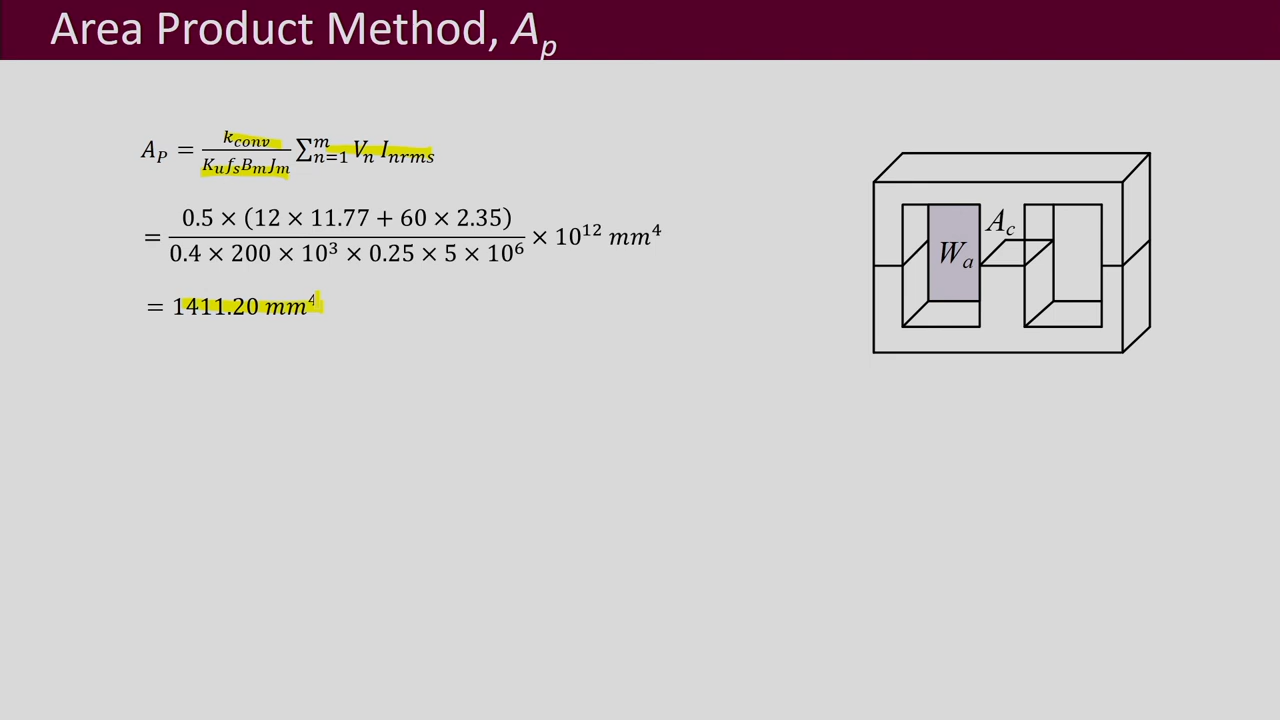 Area Product Method, Ap
A_P = k_conv / (K_u f_s B_m J_m) ∑_{n=1}^{m} V_n I_nrms
= 0.5 × (12 × 11.77 + 60 × 2.35) / (0.4 × 200 × 10³ × 0.25 × 5 × 10⁶) × 10¹² mm⁴
= 1411.20 mm⁴
A_c
W_a